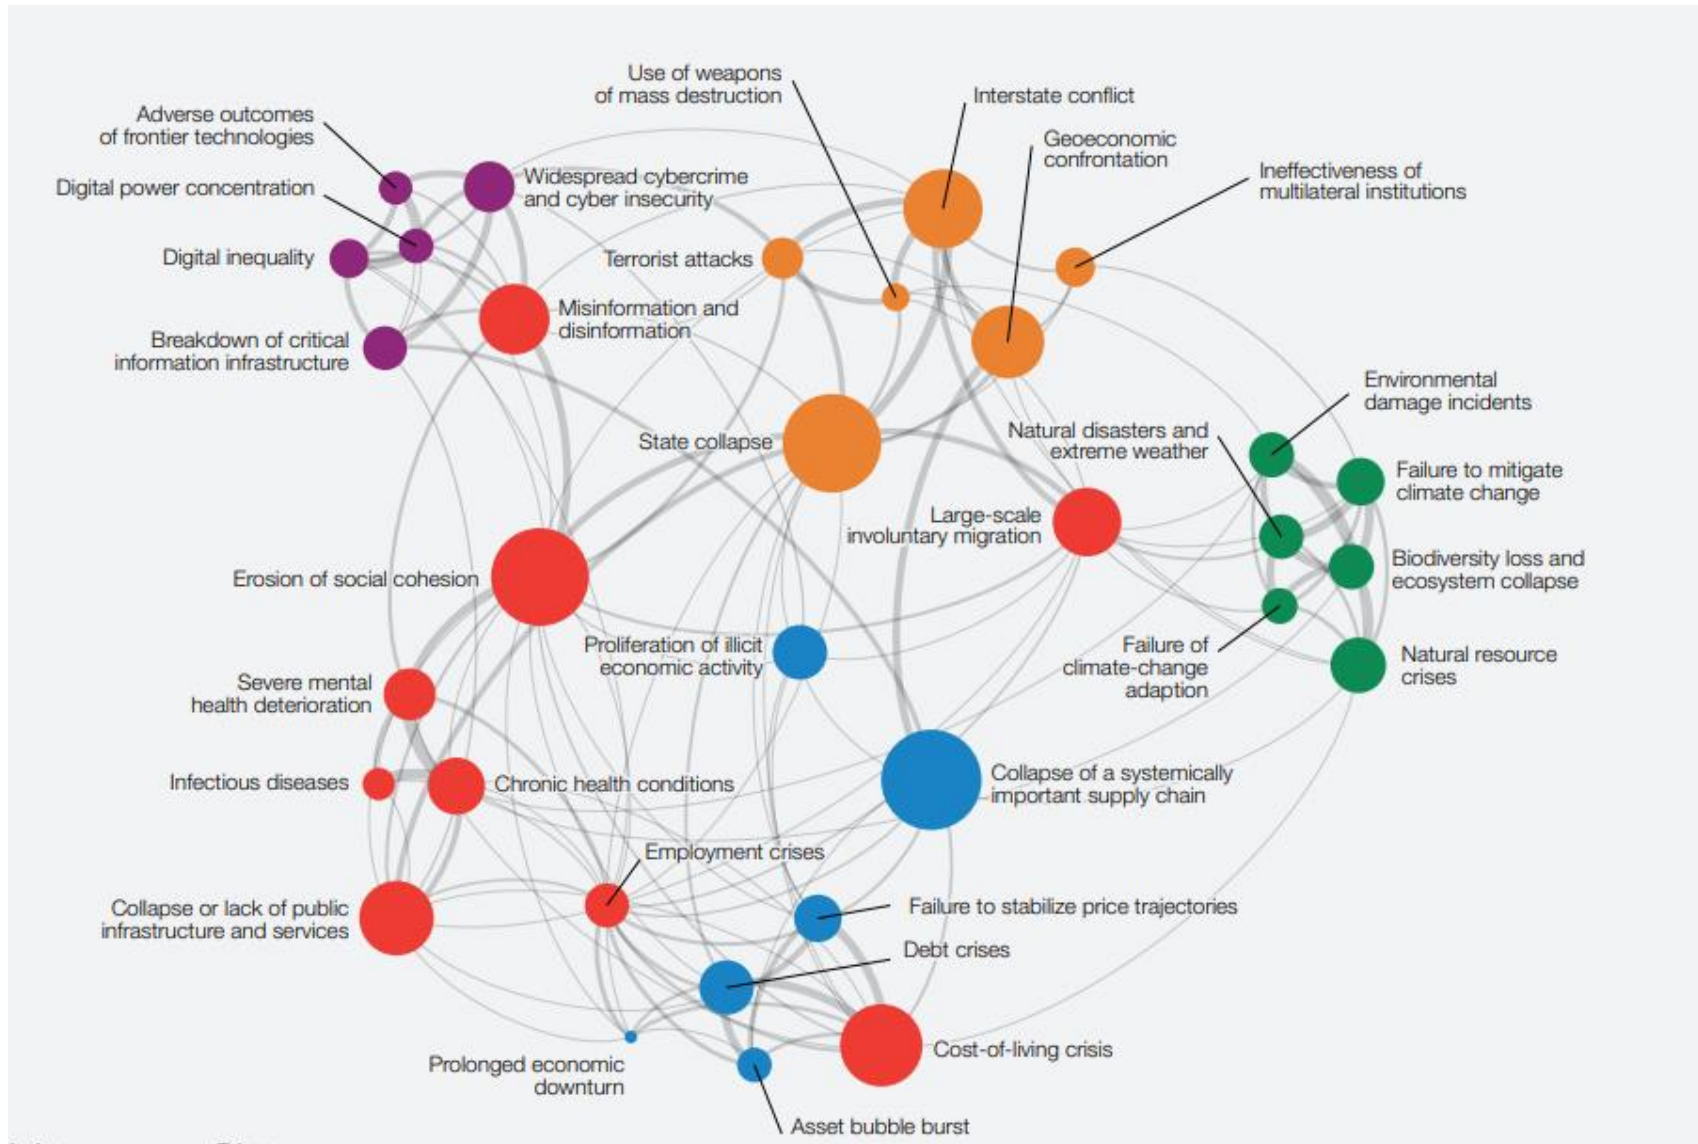 Use of weapons
of mass destruction
Interstate conflict
Adverse outcomes
of frontier technologies
Geoeconomic
confrontation
Ineffectiveness of
multilateral institutions
Digital power concentration
Widespread cybercrime
and cyber insecurity
Digital inequality
Terrorist attacks
Misinformation and
disinformation
Breakdown of critical
information infrastructure
Environmental
damage incidents
State collapse
Natural disasters and
extreme weather
Failure to mitigate
climate change
Large-scale
involuntary migration
Biodiversity loss and
ecosystem collapse
Erosion of social cohesion
Proliferation of illicit
economic activity
Failure of
climate-change
adaption
Natural resource
crises
Severe mental
health deterioration
Infectious diseases
Chronic health conditions
Collapse of a systemically
important supply chain
Employment crises
Collapse or lack of public
infrastructure and services
Failure to stabilize price trajectories
Debt crises
Prolonged economic
downturn
Cost-of-living crisis
Asset bubble burst